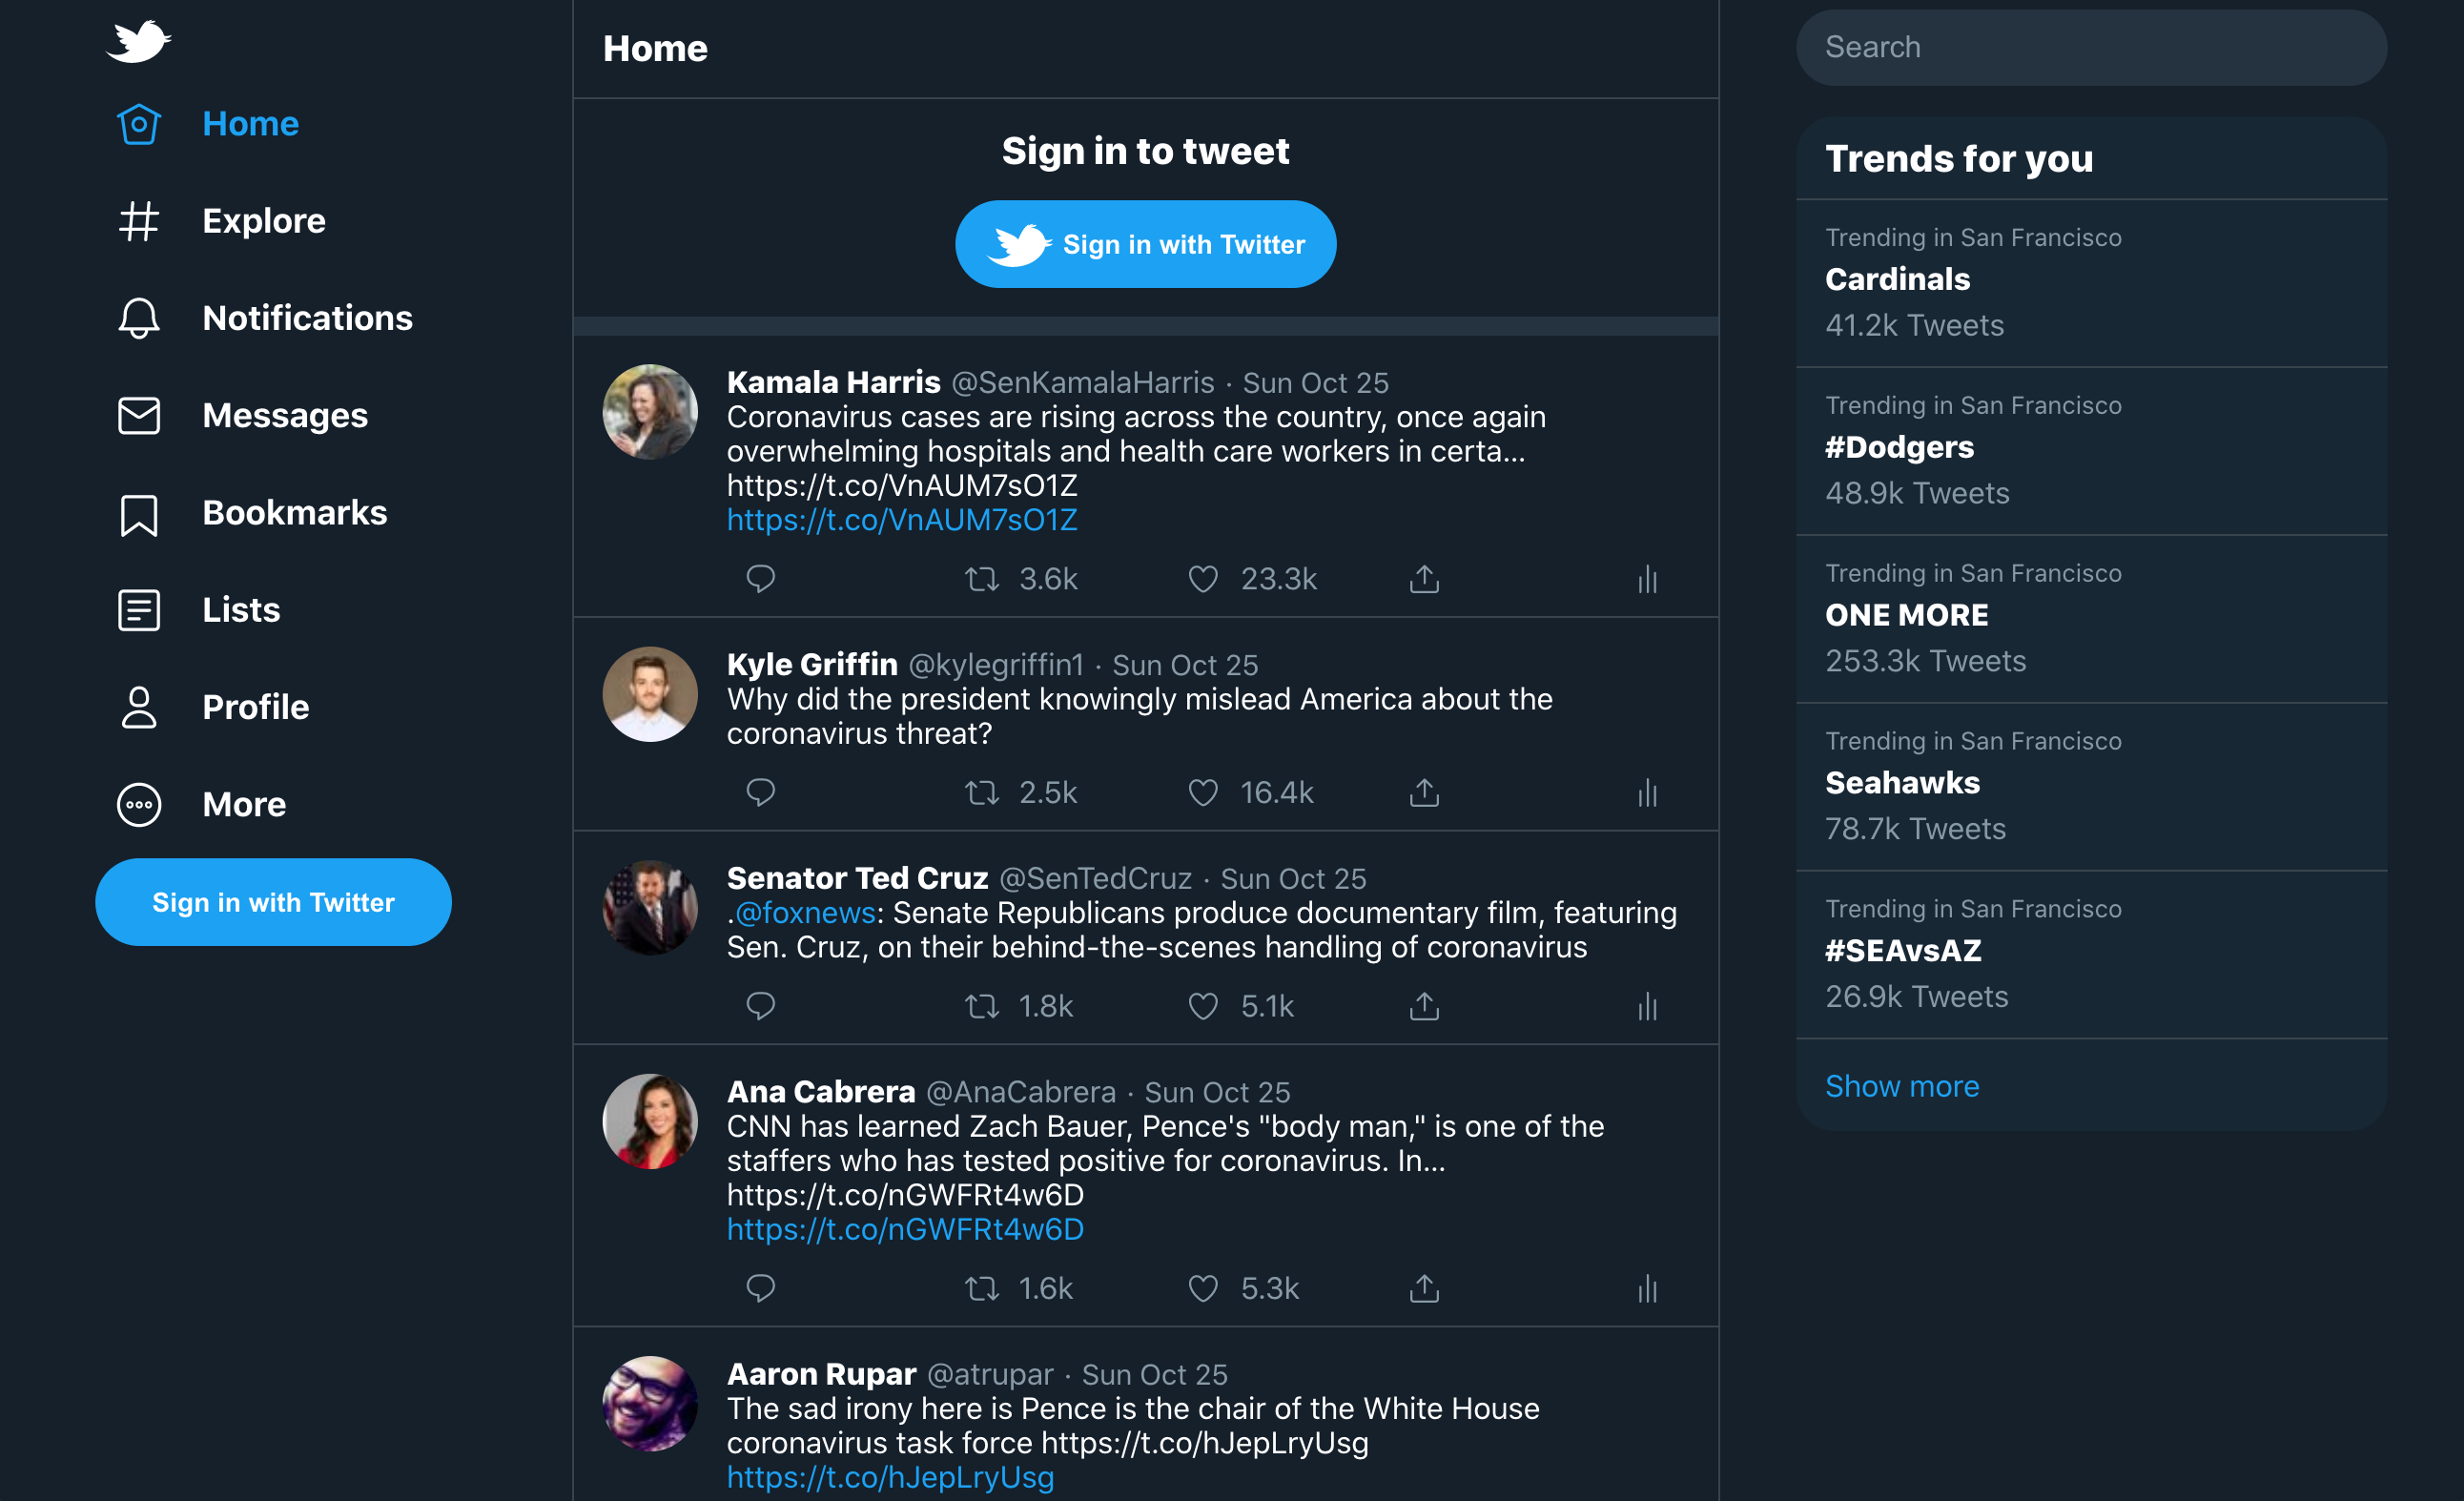 Home
Explore
Notifications
Messages
Bookmarks
Lists
Profile
More
Sign in with Twitter
Home
Sign in to tweet
Sign in with Twitter
Kamala Harris @SenKamalaHarris · Sun Oct 25
Coronavirus cases are rising across the country, once again
overwhelming hospitals and health care workers in certa...
https://t.co/VnAUM7sO1Z
https://t.co/VnAUM7sO1Z
3.6k 23.3k
Kyle Griffin @kylegriffin1 · Sun Oct 25
Why did the president knowingly mislead America about the
coronavirus threat?
2.5k 16.4k
Senator Ted Cruz @SenTedCruz · Sun Oct 25
.@foxnews: Senate Republicans produce documentary film, featuring
Sen. Cruz, on their behind-the-scenes handling of coronavirus
1.8k 5.1k
Ana Cabrera @AnaCabrera · Sun Oct 25
CNN has learned Zach Bauer, Pence's "body man," is one of the
staffers who has tested positive for coronavirus. In...
https://t.co/nGWFRt4w6D
https://t.co/nGWFRt4w6D
1.6k 5.3k
Aaron Rupar @atrupar · Sun Oct 25
The sad irony here is Pence is the chair of the White House
coronavirus task force https://t.co/hJepLryUsg
https://t.co/hJepLryUsg
Search
Trends for you
Trending in San Francisco
Cardinals
41.2k Tweets
Trending in San Francisco
#Dodgers
48.9k Tweets
Trending in San Francisco
ONE MORE
253.3k Tweets
Trending in San Francisco
Seahawks
78.7k Tweets
Trending in San Francisco
#SEAvsAZ
26.9k Tweets
Show more